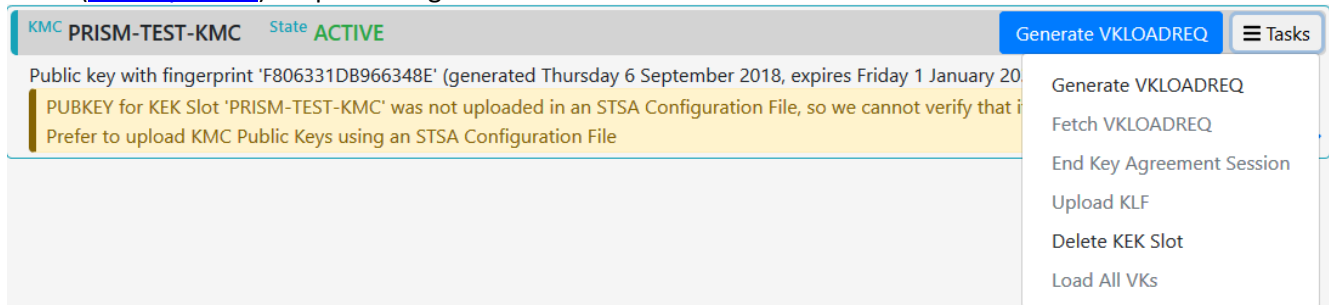 KMC PRISM-TEST-KMC State ACTIVE Generate VKLOADREQ Tasks
Public key with fingerprint 'F806331DB966348E' (generated Thursday 6 September 2018, expires Friday 1 January 20
PUBKEY for KEK Slot 'PRISM-TEST-KMC' was not uploaded in an STSA Configuration File, so we cannot verify that i
Prefer to upload KMC Public Keys using an STSA Configuration File
Generate VKLOADREQ
Fetch VKLOADREQ
End Key Agreement Session
Upload KLF
Delete KEK Slot
Load All VKs